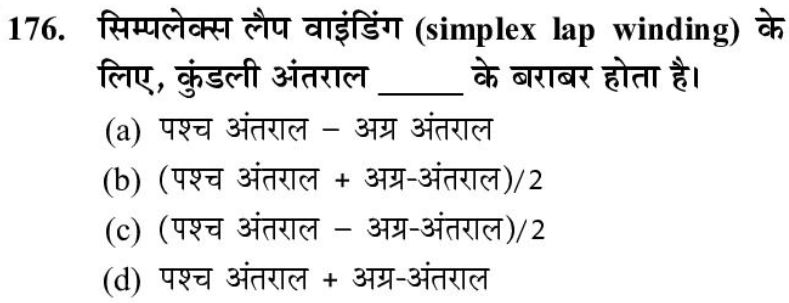 176. सिम्पलेक्स लैप वाइंडिंग (simplex lap winding) के
लिए, कुंडली अंतराल _____ के बराबर होता है।
(a) पश्च अंतराल − अग्र अंतराल
(b) (पश्च अंतराल + अग्र-अंतराल)/2
(c) (पश्च अंतराल − अग्र-अंतराल)/2
(d) पश्च अंतराल + अग्र-अंतराल